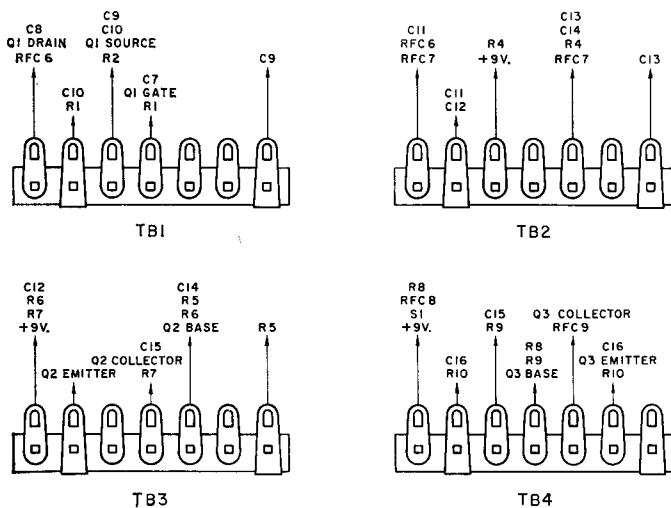 C8
Q1 DRAIN
RFC 6
C10
R1
C9
C10
Q1 SOURCE
R2
C7
Q1 GATE
R1
C9
TB1
C11
RFC6
RFC7
C11
C12
R4
+9V.
C13
C14
R4
RFC7
C13
TB2
C12
R6
R7
+9V.
Q2 EMITTER
C15
Q2 COLLECTOR
R7
C14
R5
R6
Q2 BASE
R5
TB3
R8
RFC8
S1
+9V.
C16
R10
C15
R9
R8
R9
Q3 BASE
Q3 COLLECTOR
RFC9
C16
Q3 EMITTER
R10
TB4